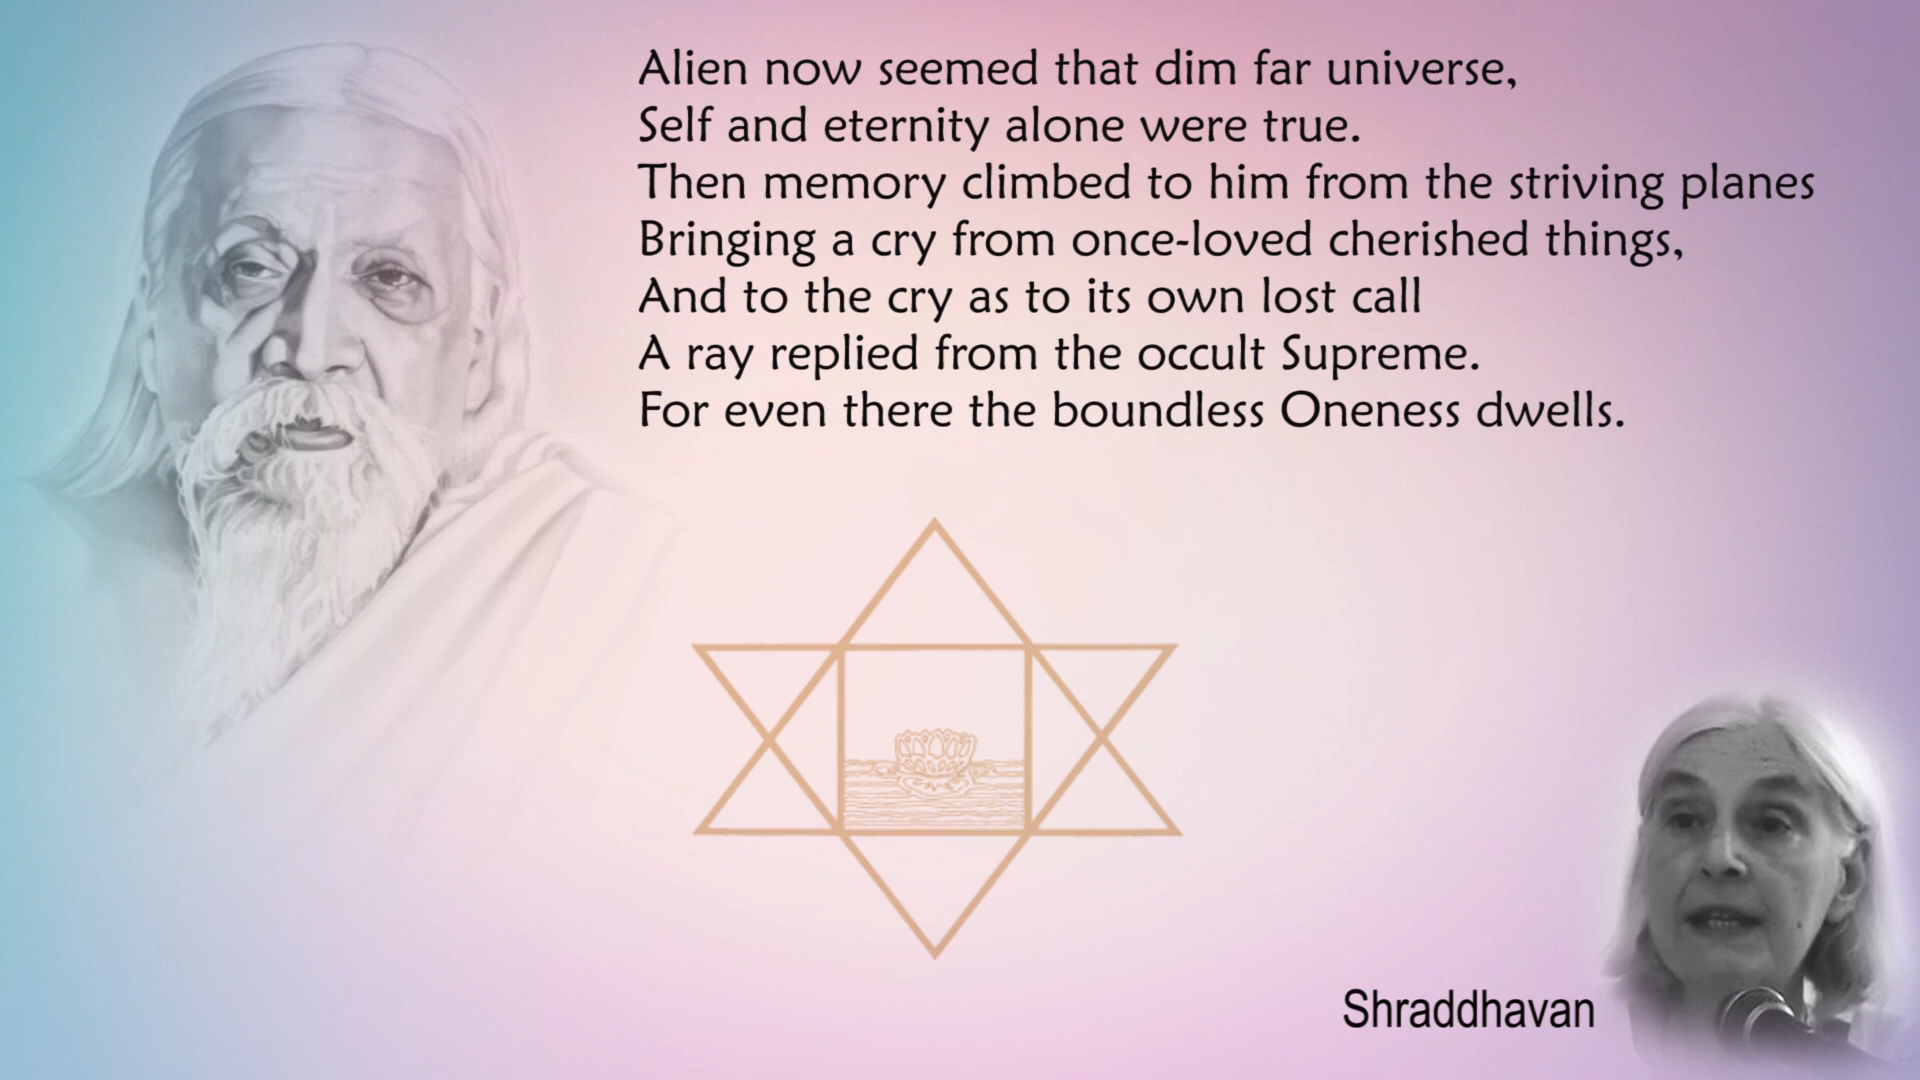 Alien now seemed that dim far universe,
Self and eternity alone were true.
Then memory climbed to him from the striving planes
Bringing a cry from once-loved cherished things,
And to the cry as to its own lost call
A ray replied from the occult Supreme.
For even there the boundless Oneness dwells.
Shraddhavan